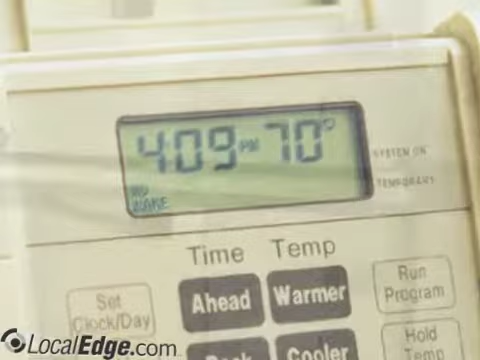 4:09 PM 70°
SYSTEM ON
TEMPORARY
WAKE
Time Temp
Set
Clock/Day
Ahead
Warmer
Run
Program
Back
Cooler
Hold
Temp
LocalEdge.com